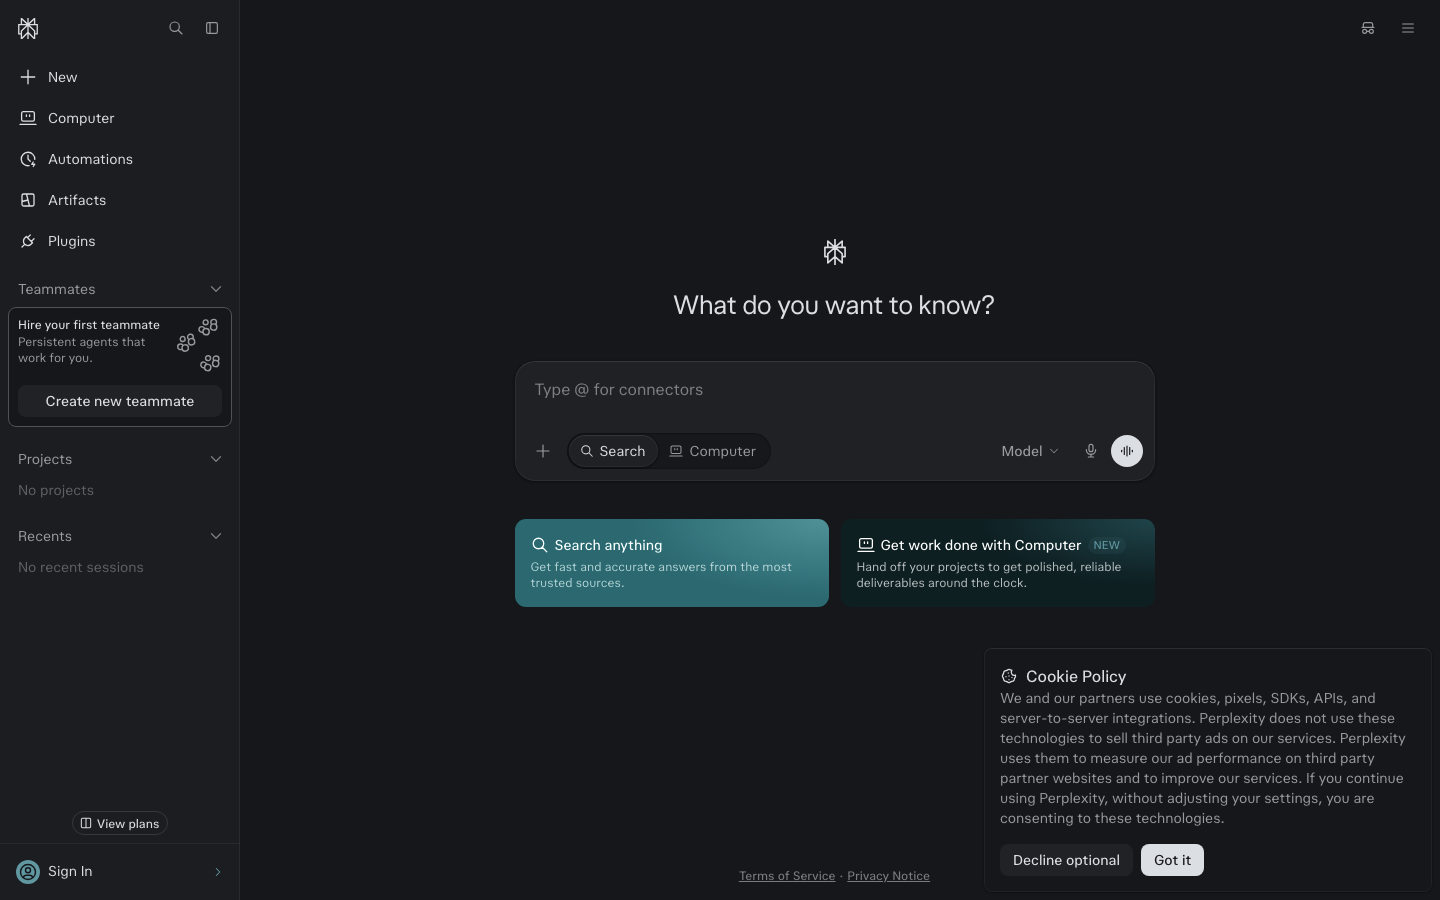 New
Computer
Automations
Artifacts
Plugins
Teammates
Hire your first teammate
Persistent agents that
work for you.
Create new teammate
Projects
No projects
Recents
No recent sessions
View plans
Sign In
What do you want to know?
Type @ for connectors
Search
Computer
Model
Search anything
Get fast and accurate answers from the most
trusted sources.
Get work done with Computer NEW
Hand off your projects to get polished, reliable
deliverables around the clock.
Terms of Service · Privacy Notice
Cookie Policy
We and our partners use cookies, pixels, SDKs, APIs, and
server-to-server integrations. Perplexity does not use these
technologies to sell third party ads on our services. Perplexity
uses them to measure our ad performance on third party
partner websites and to improve our services. If you continue
using Perplexity, without adjusting your settings, you are
consenting to these technologies.
Decline optional
Got it